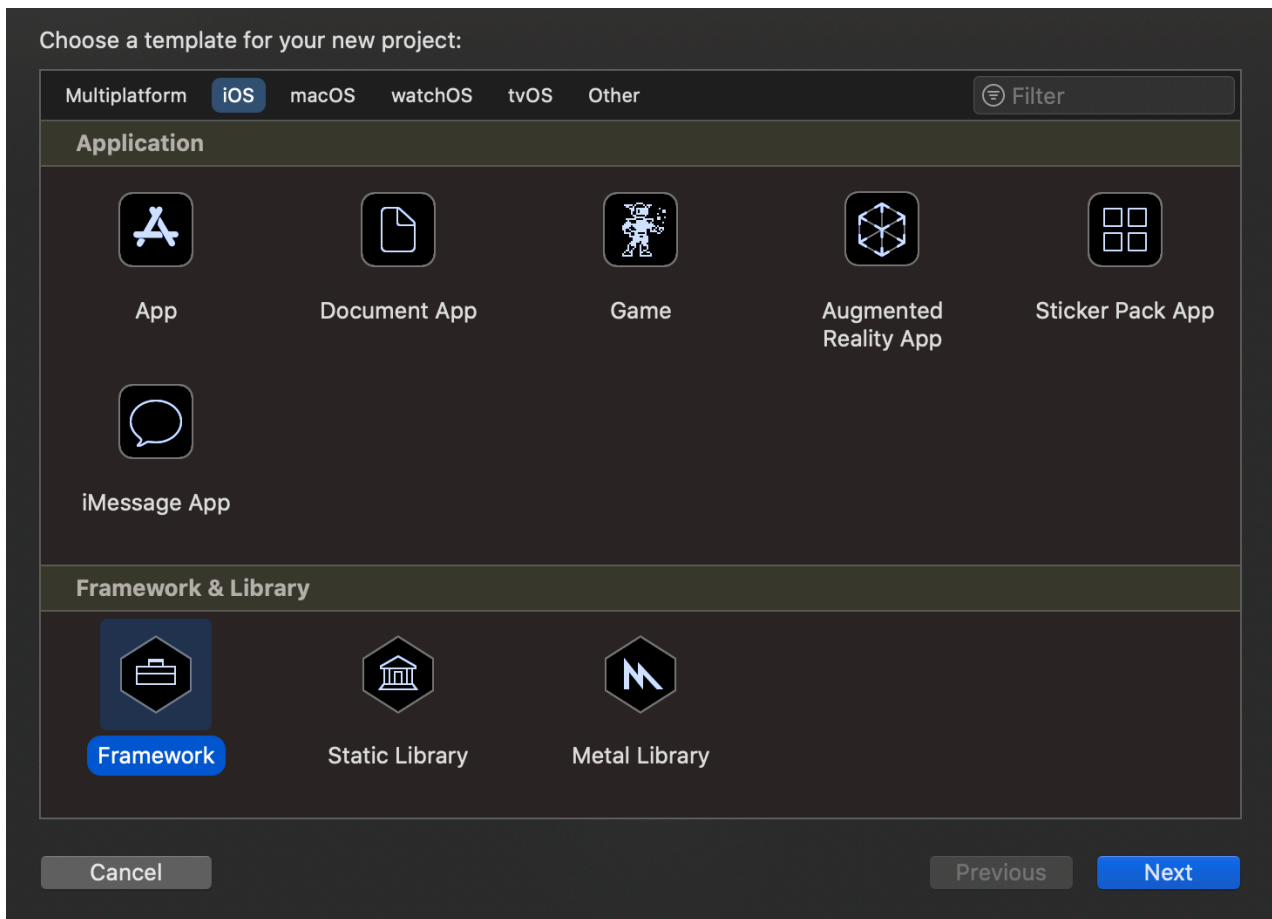 Choose a template for your new project:
Multiplatform iOS macOS watchOS tvOS Other Filter
Application
App Document App Game Augmented Reality App Sticker Pack App
iMessage App
Framework & Library
Framework Static Library Metal Library
Cancel Previous Next